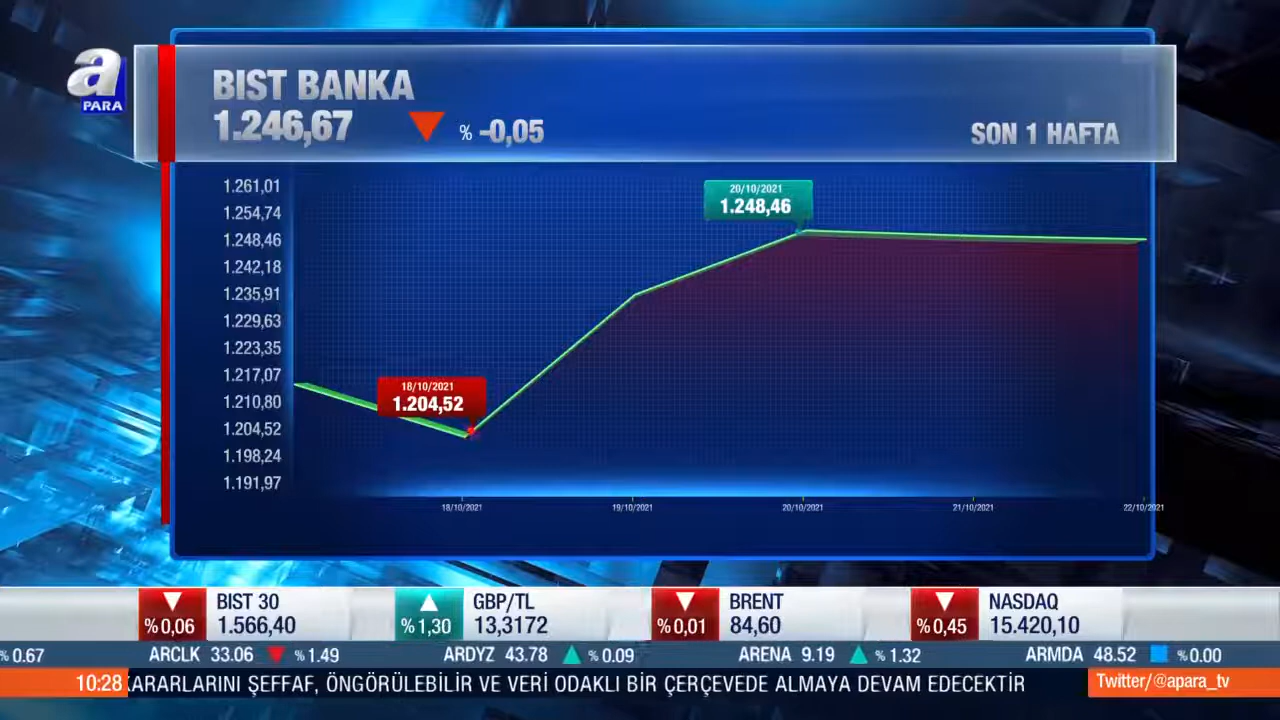 a
PARA
BIST BANKA
1.246,67 % -0,05
SON 1 HAFTA
1.261,01
1.254,74
1.248,46
1.242,18
1.235,91
1.229,63
1.223,35
1.217,07
1.210,80
1.204,52
1.198,24
1.191,97
20/10/2021
1.248,46
18/10/2021
1.204,52
18/10/2021 19/10/2021 20/10/2021 21/10/2021 22/10/2021
%0,06 BIST 30 1.566,40
%1,30 GBP/TL 13,3172
%0,01 BRENT 84,60
%0,45 NASDAQ 15.420,10
% 0.67 ARCLK 33.06 % 1.49 ARDYZ 43.78 % 0.09 ARENA 9.19 % 1.32 ARMDA 48.52 %0.00
10:28 KARARLARINI ŞEFFAF, ÖNGÖRÜLEBİLİR VE VERİ ODAKLI BİR ÇERÇEVEDE ALMAYA DEVAM EDECEKTİR Twitter/@apara_tv